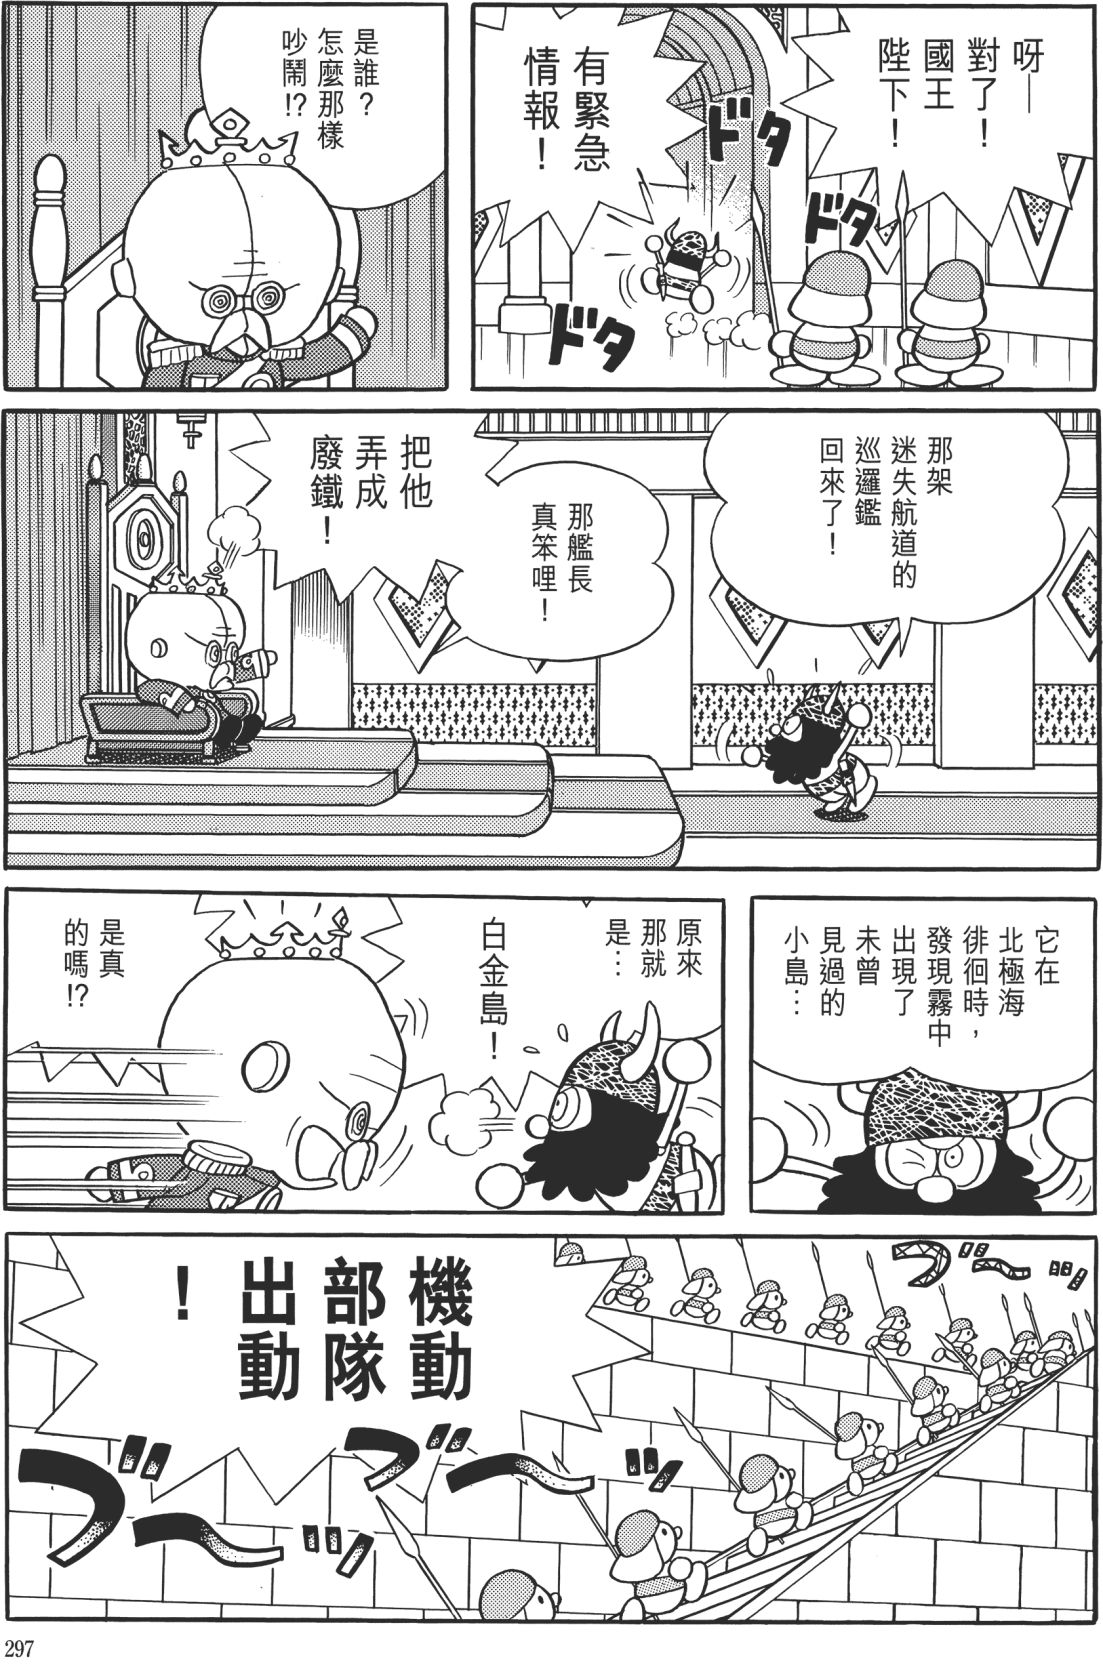 呀—
對了！
國王
陛下！
有緊急
情報！
ドタ
ドタ
ドタ
是誰？
怎麼那樣
吵鬧!?
那架
迷失航道的
巡邏鑑
回來了！
那艦長
真笨哩！
把他
弄成
廢鐵！
它在
北極海
徘徊時，
發現霧中
出現了
未曾
見過的
小島…
原來
那就
是…
白金島！
是真
的嗎!?
機動
部隊
出動
！
ブーッ
ブーッ
ブーッ
297